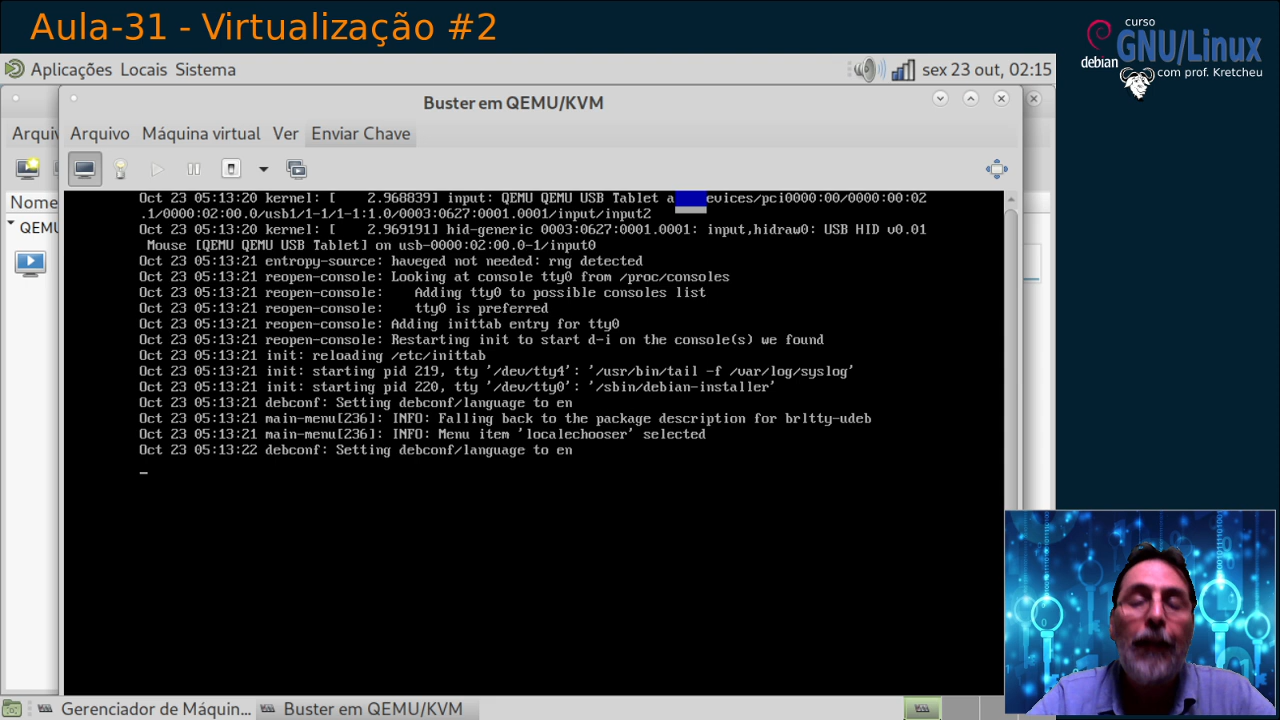 Aula-31 - Virtualização #2
curso
GNU/Linux
debian
com prof. Kretcheu
Aplicações Locais Sistema
sex 23 out, 02:15
Buster em QEMU/KVM
Arquiv
Arquivo Máquina virtual Ver Enviar Chave
Nome
QEMU
Oct 23 05:13:20 kernel: [    2.968839] input: QEMU QEMU USB Tablet a evices/pci0000:00/0000:00:02
.1/0000:02:00.0/usb1/1-1/1-1:1.0/0003:0627:0001.0001/input/input2
Oct 23 05:13:20 kernel: [    2.969191] hid-generic 0003:0627:0001.0001: input,hidraw0: USB HID v0.01
Mouse [QEMU QEMU USB Tablet] on usb-0000:02:00.0-1/input0
Oct 23 05:13:21 entropy-source: haveged not needed: rng detected
Oct 23 05:13:21 reopen-console: Looking at console tty0 from /proc/consoles
Oct 23 05:13:21 reopen-console:    Adding tty0 to possible consoles list
Oct 23 05:13:21 reopen-console:    tty0 is preferred
Oct 23 05:13:21 reopen-console: Adding inittab entry for tty0
Oct 23 05:13:21 reopen-console: Restarting init to start d-i on the console(s) we found
Oct 23 05:13:21 init: reloading /etc/inittab
Oct 23 05:13:21 init: starting pid 219, tty '/dev/tty4': '/usr/bin/tail -f /var/log/syslog'
Oct 23 05:13:21 init: starting pid 220, tty '/dev/tty0': '/sbin/debian-installer'
Oct 23 05:13:21 debconf: Setting debconf/language to en
Oct 23 05:13:21 main-menu[236]: INFO: Falling back to the package description for brltty-udeb
Oct 23 05:13:21 main-menu[236]: INFO: Menu item 'localechooser' selected
Oct 23 05:13:22 debconf: Setting debconf/language to en
_
Gerenciador de Máquin... Buster em QEMU/KVM